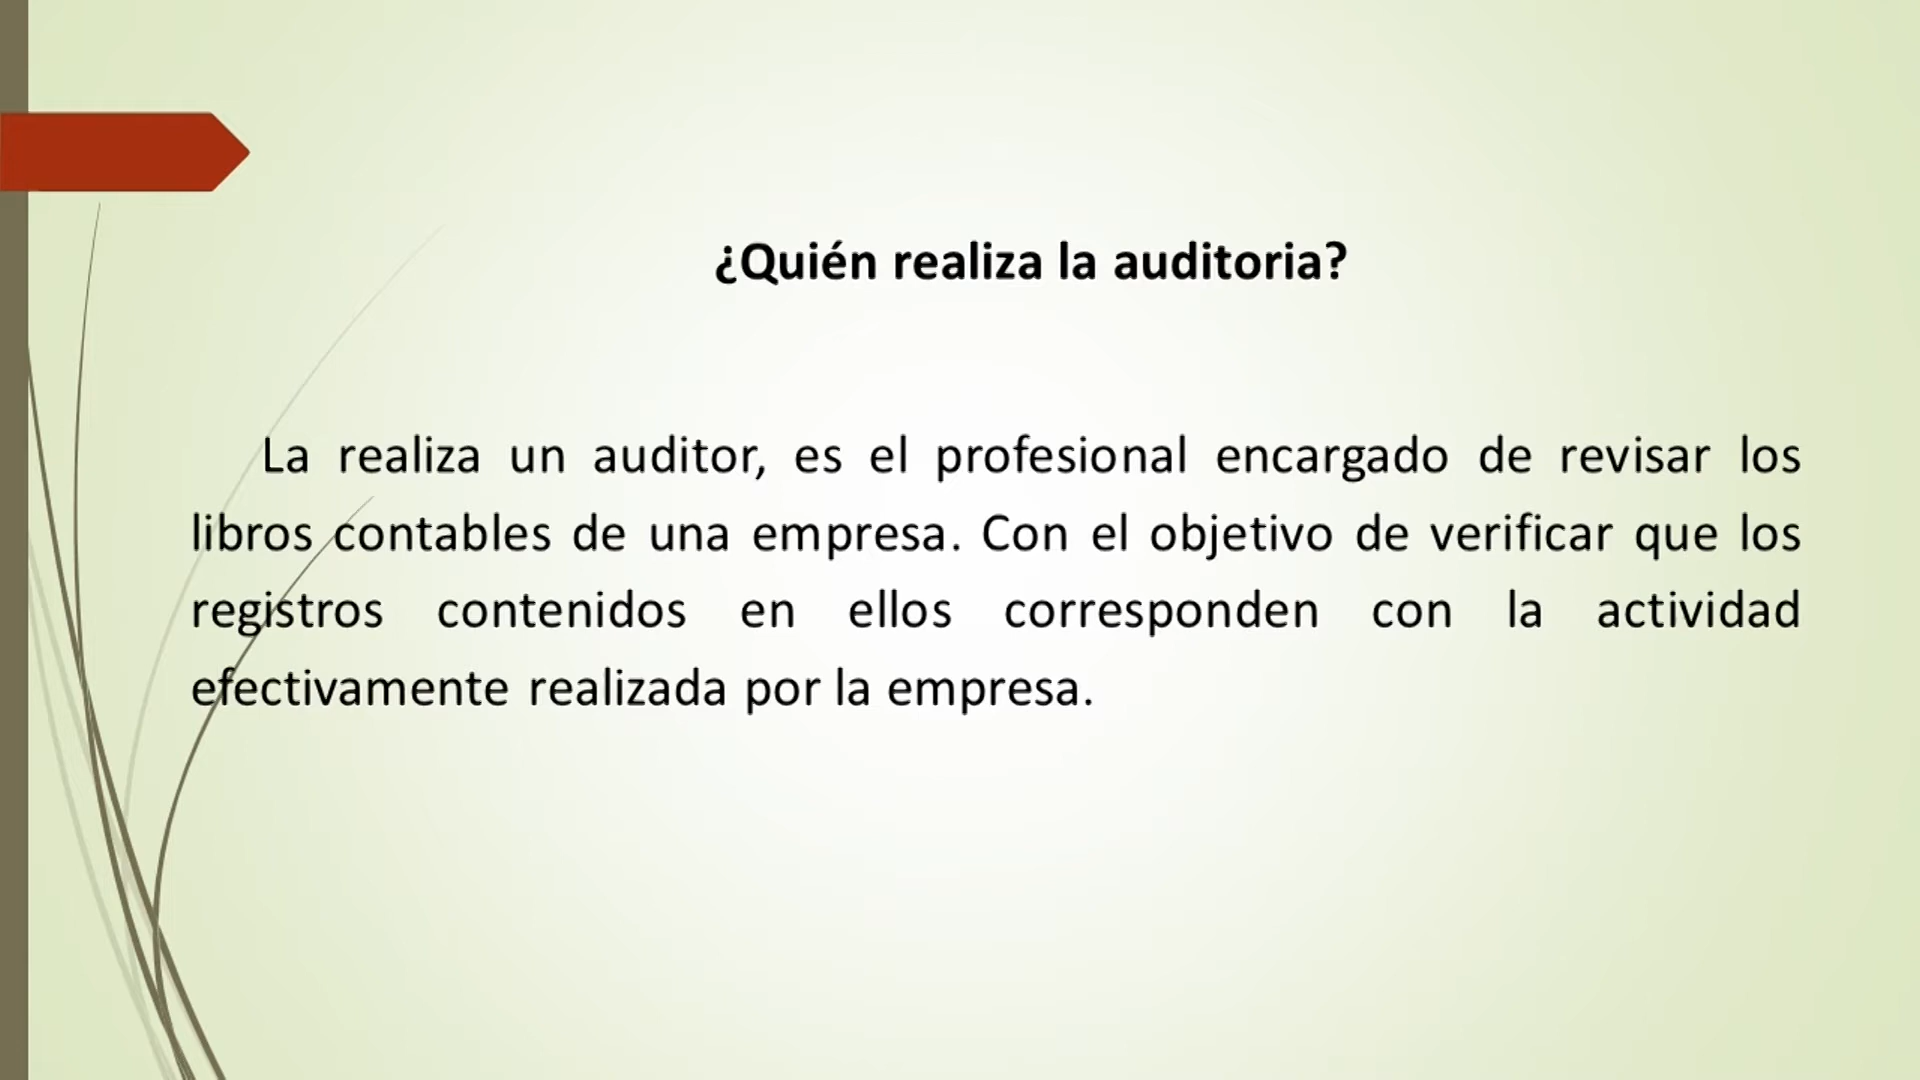 ¿Quién realiza la auditoria?
La realiza un auditor, es el profesional encargado de revisar los
libros contables de una empresa. Con el objetivo de verificar que los
registros contenidos en ellos corresponden con la actividad
efectivamente realizada por la empresa.